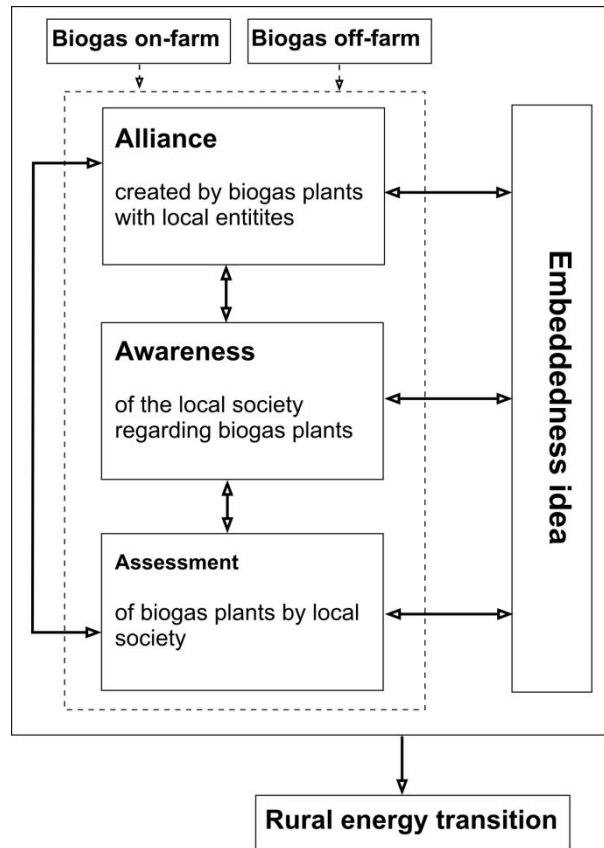 Biogas on-farm
Biogas off-farm
Alliance
created by biogas plants
with local entitites
Awareness
of the local society
regarding biogas plants
Assessment
of biogas plants by local
society
Embeddedness idea
Rural energy transition